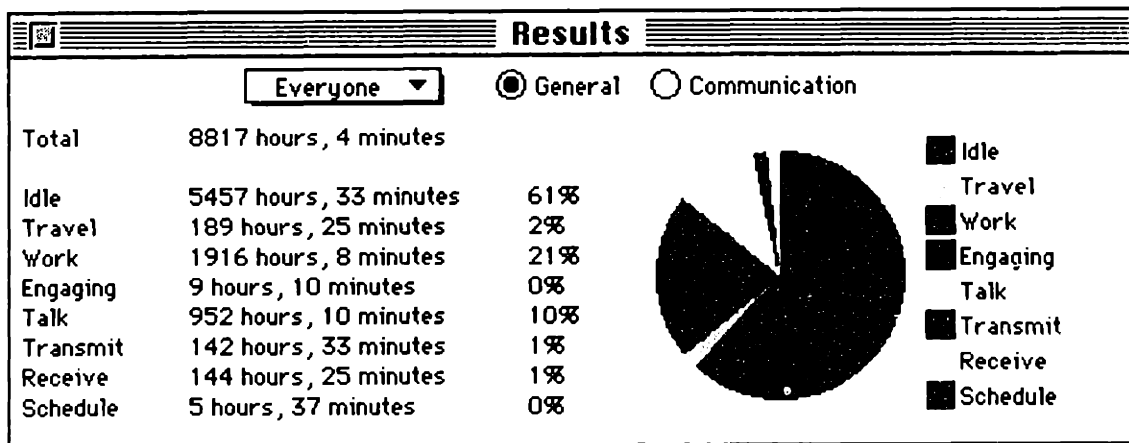 Results
Everyone General Communication
Total 8817 hours, 4 minutes
Idle 5457 hours, 33 minutes 61%
Travel 189 hours, 25 minutes 2%
Work 1916 hours, 8 minutes 21%
Engaging 9 hours, 10 minutes 0%
Talk 952 hours, 10 minutes 10%
Transmit 142 hours, 33 minutes 1%
Receive 144 hours, 25 minutes 1%
Schedule 5 hours, 37 minutes 0%
Idle
Travel
Work
Engaging
Talk
Transmit
Receive
Schedule